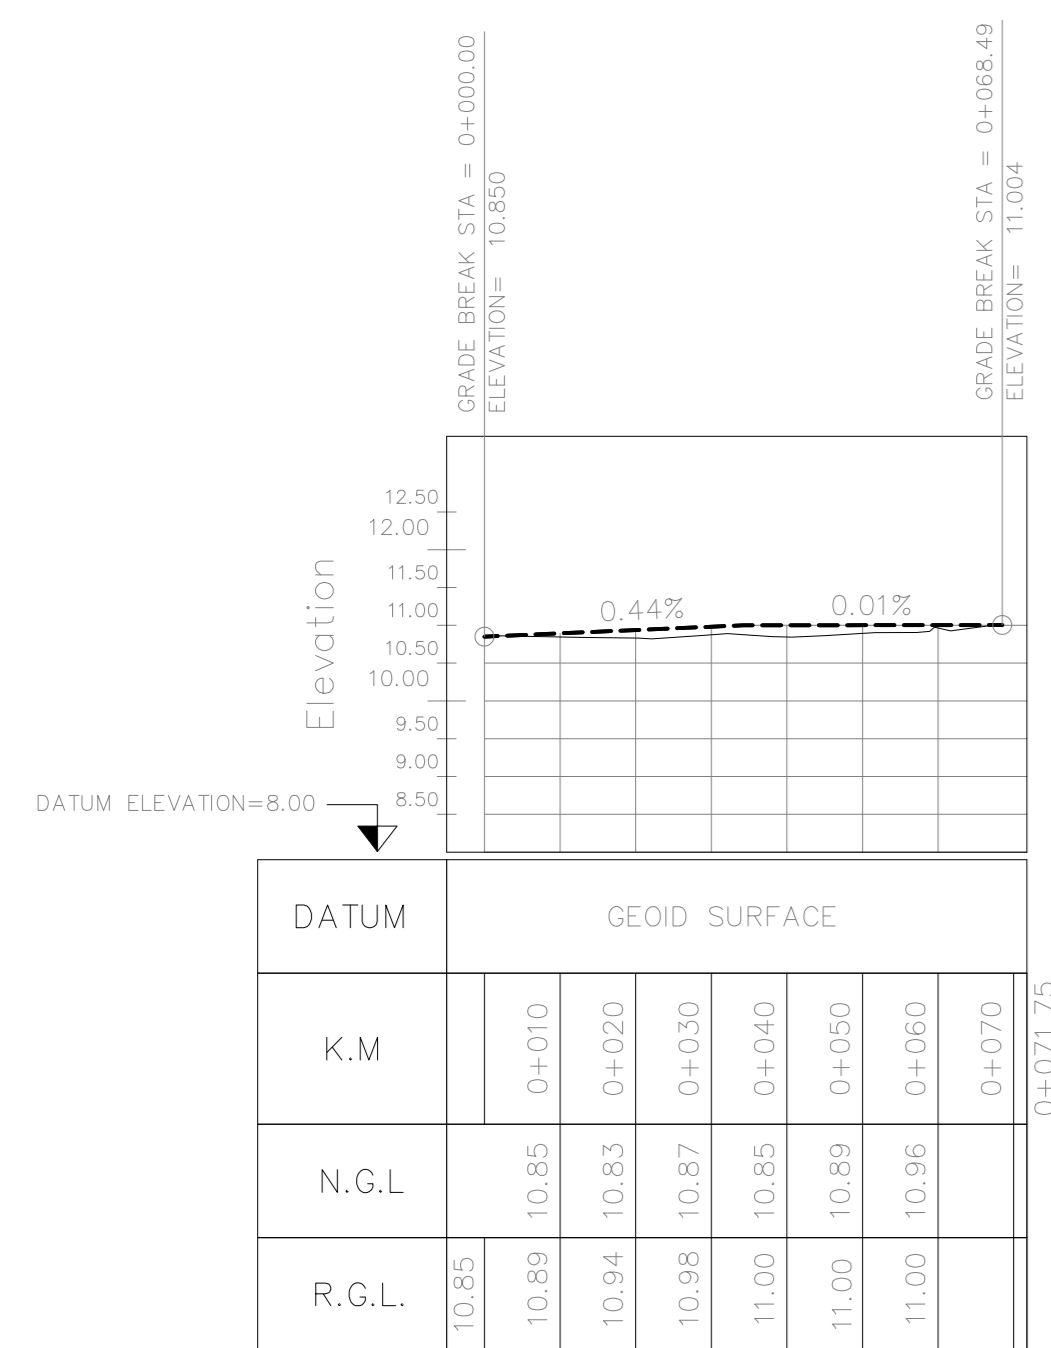 GRADE BREAK STA = 0+000.00
ELEVATION= 10.850
GRADE BREAK STA = 0+068.49
ELEVATION= 11.004
Elevation
12.50
12.00
11.50
11.00
10.50
10.00
9.50
9.00
8.50
0.44%
0.01%
DATUM ELEVATION=8.00
DATUM
GEOID SURFACE
K.M
0+010
0+020
0+030
0+040
0+050
0+060
0+070
0+071.75
N.G.L
10.85
10.83
10.87
10.85
10.89
10.96
R.G.L.
10.85
10.89
10.94
10.98
11.00
11.00
11.00